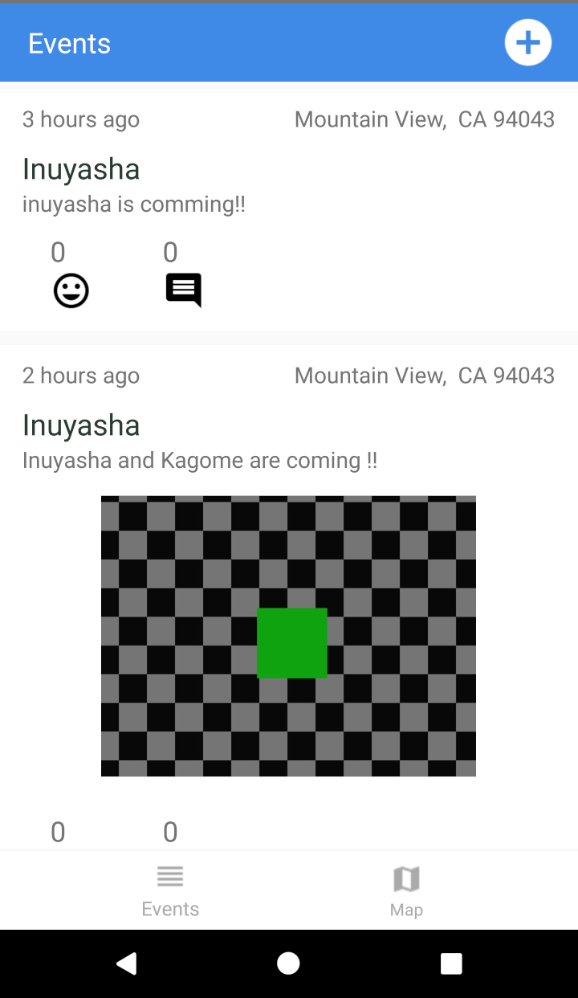 Events
3 hours ago Mountain View, CA 94043
Inuyasha
inuyasha is comming!!
0 0
2 hours ago Mountain View, CA 94043
Inuyasha
Inuyasha and Kagome are coming !!
0 0
Events Map